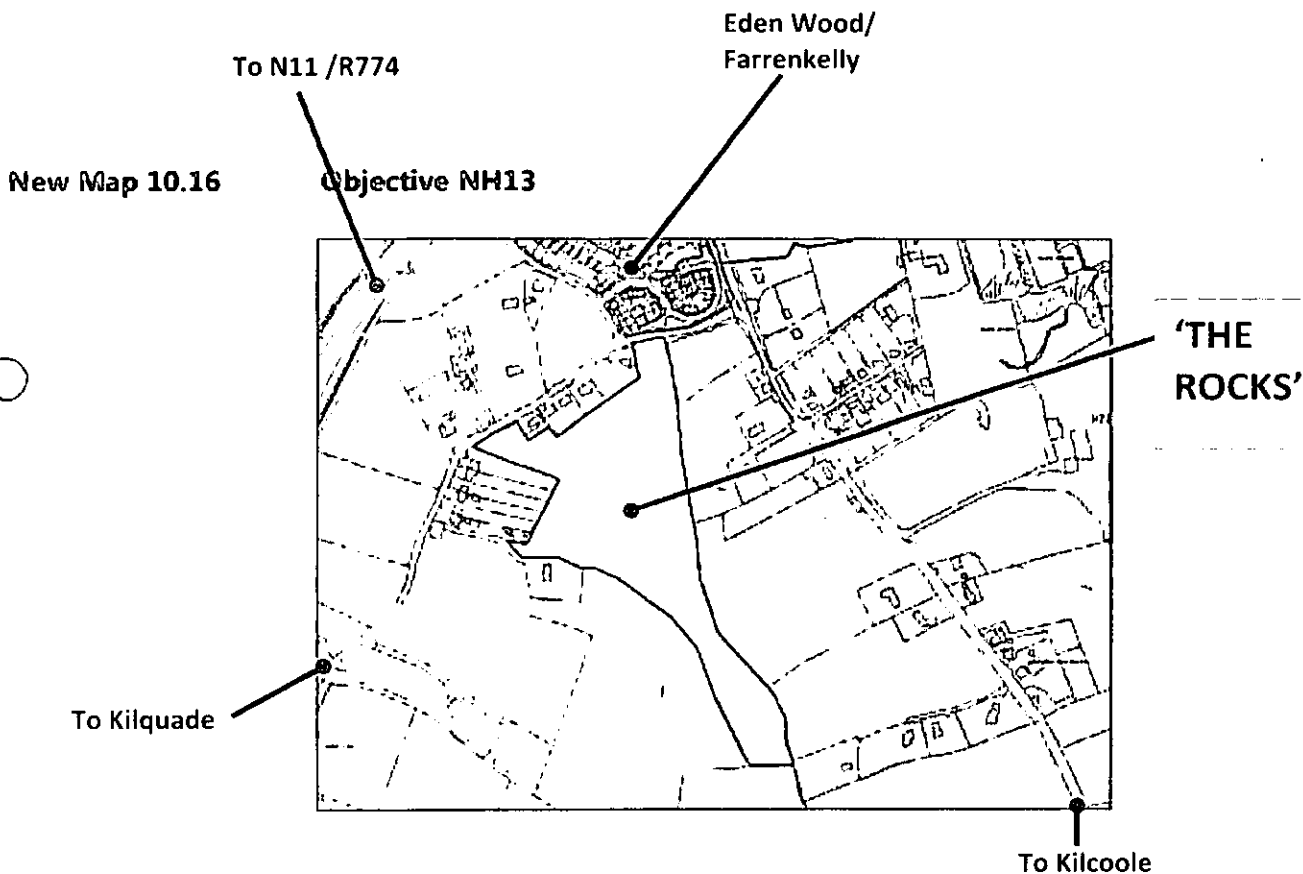 Eden Wood/
Farrenkelly
To N11 /R774
New Map 10.16 Objective NH13
'THE
ROCKS'
To Kilquade
To Kilcoole